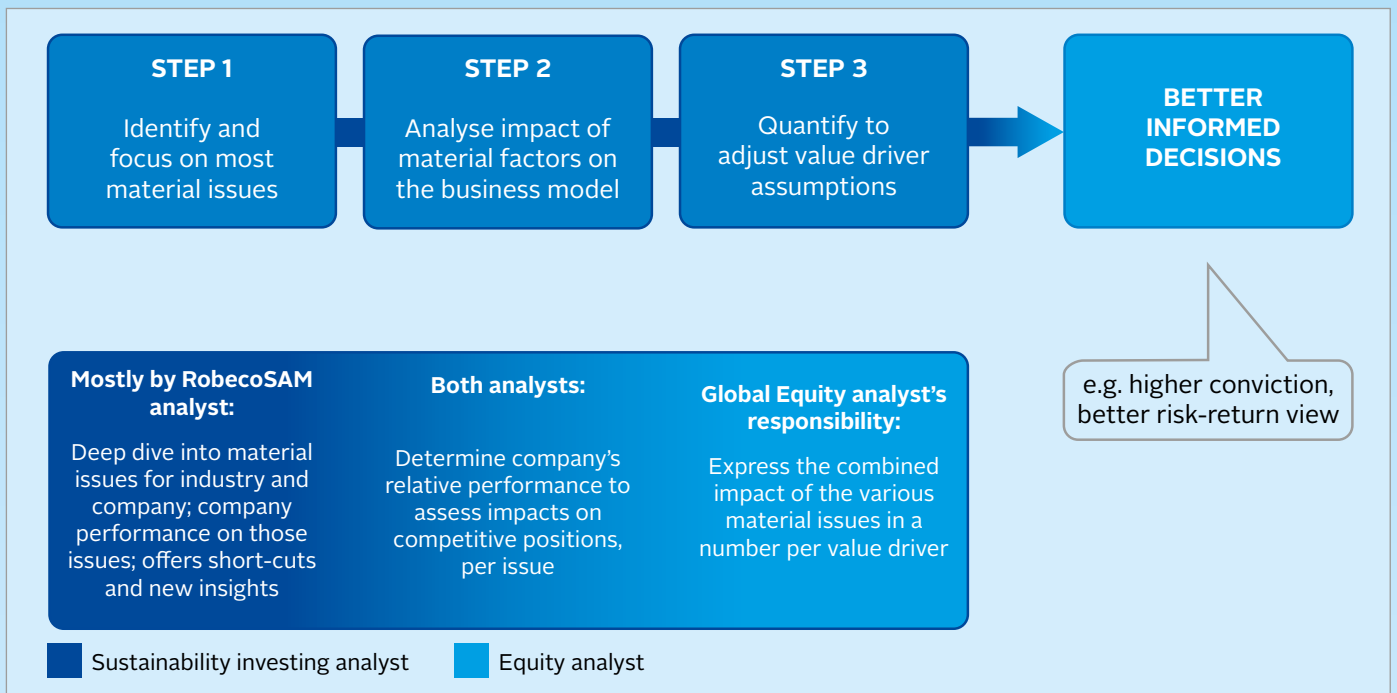 STEP 1
Identify and
focus on most
material issues
STEP 2
Analyse impact of
material factors on
the business model
STEP 3
Quantify to
adjust value driver
assumptions
BETTER
INFORMED
DECISIONS
e.g. higher conviction,
better risk-return view
Mostly by RobecoSAM
analyst:
Deep dive into material
issues for industry and
company; company
performance on those
issues; offers short-cuts
and new insights
Both analysts:
Determine company's
relative performance to
assess impacts on
competitive positions,
per issue
Global Equity analyst's
responsibility:
Express the combined
impact of the various
material issues in a
number per value driver
Sustainability investing analyst
Equity analyst